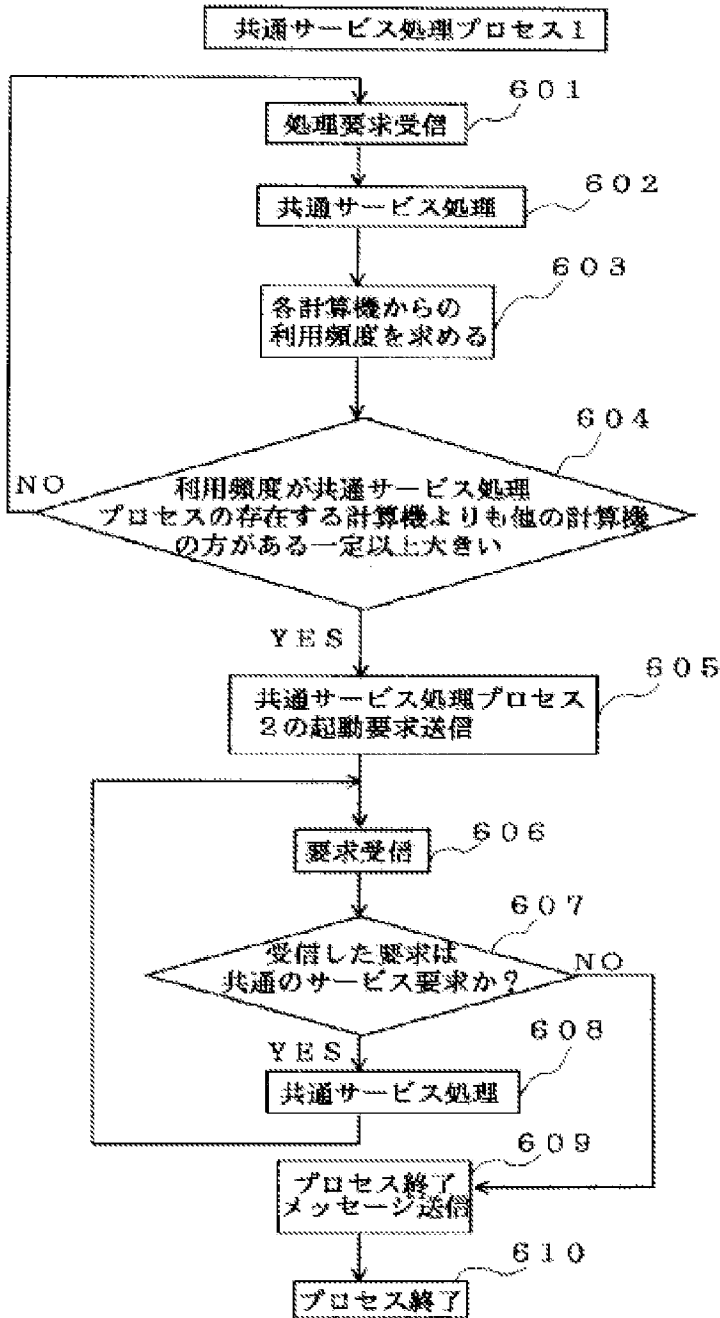 共通サービス処理プロセス1
601
処理要求受信
602
共通サービス処理
603
各計算機からの
利用頻度を求める
604
NO
利用頻度が共通サービス処理
プロセスの存在する計算機よりも他の計算機
の方がある一定以上大きい
YES
605
共通サービス処理プロセス
2の起動要求送信
606
要求受信
607
受信した要求は
共通のサービス要求か?
NO
YES
608
共通サービス処理
609
プロセス終了
メッセージ送信
610
プロセス終了